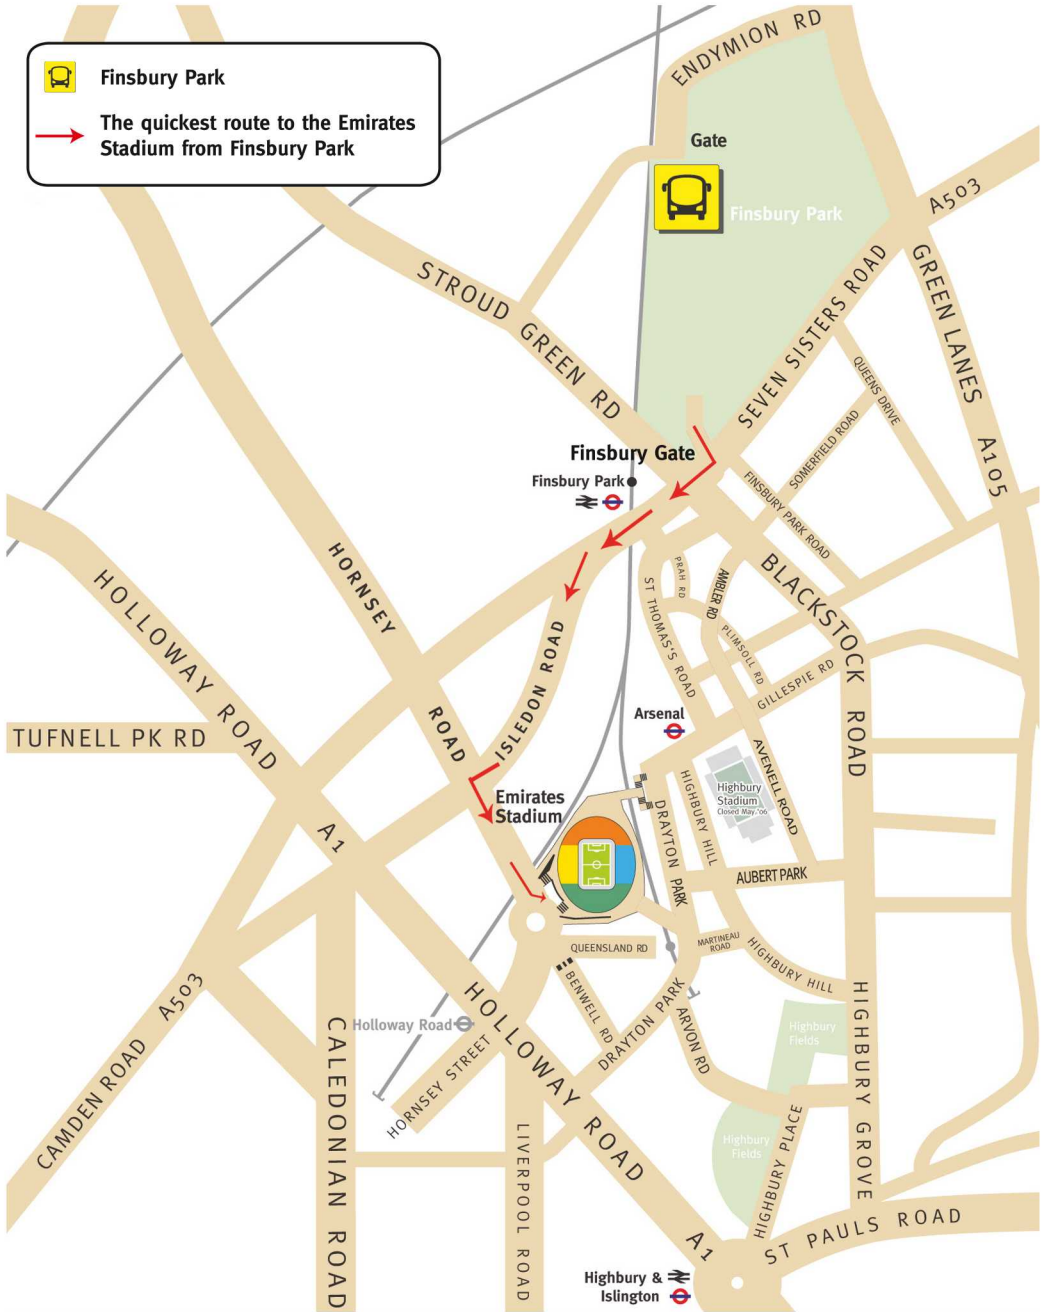 Finsbury Park
The quickest route to the Emirates
Stadium from Finsbury Park
ENDYMION RD
Gate
Finsbury Park
A503
STROUD GREEN RD
SEVEN SISTERS ROAD
GREEN LANES
A105
QUEENS DRIVE
SOMERFIELD ROAD
FINSBURY PARK ROAD
Finsbury Gate
Finsbury Park
HORNSEY
ROAD
HOLLOWAY ROAD
TUFNELL PK RD
ISLEDON ROAD
PRAH RD
AMBLER RD
ST THOMAS'S ROAD
PLIMSOLL RD
BLACKSTOCK
ROAD
GILLESPIE RD
Arsenal
Highbury
Stadium
Closed May.'06
AVENELL ROAD
HIGHBURY HILL
DRAYTON PARK
Emirates
Stadium
A1
AUBERT PARK
QUEENSLAND RD
MARTINEAU
ROAD
HIGHBURY HILL
BENWELL RD
DRAYTON PARK
ARVON RD
A503
CAMDEN ROAD
CALEDONIAN ROAD
Holloway Road
HORNSEY STREET
HOLLOWAY ROAD
LIVERPOOL ROAD
Highbury
Fields
Highbury
Fields
HIGHBURY PLACE
HIGHBURY GROVE
A1
ST PAULS ROAD
Highbury &
Islington